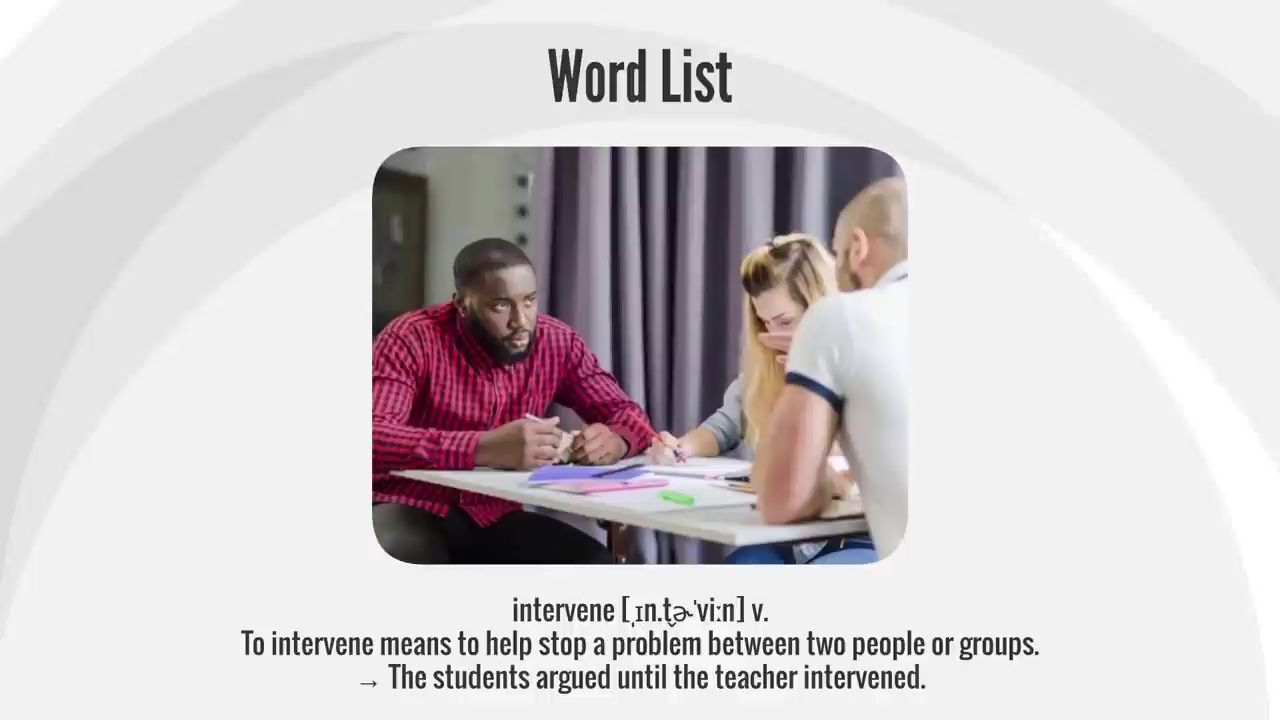 Word List
intervene [ˌɪn.t̬ɚˈviːn] v.
To intervene means to help stop a problem between two people or groups.
→ The students argued until the teacher intervened.